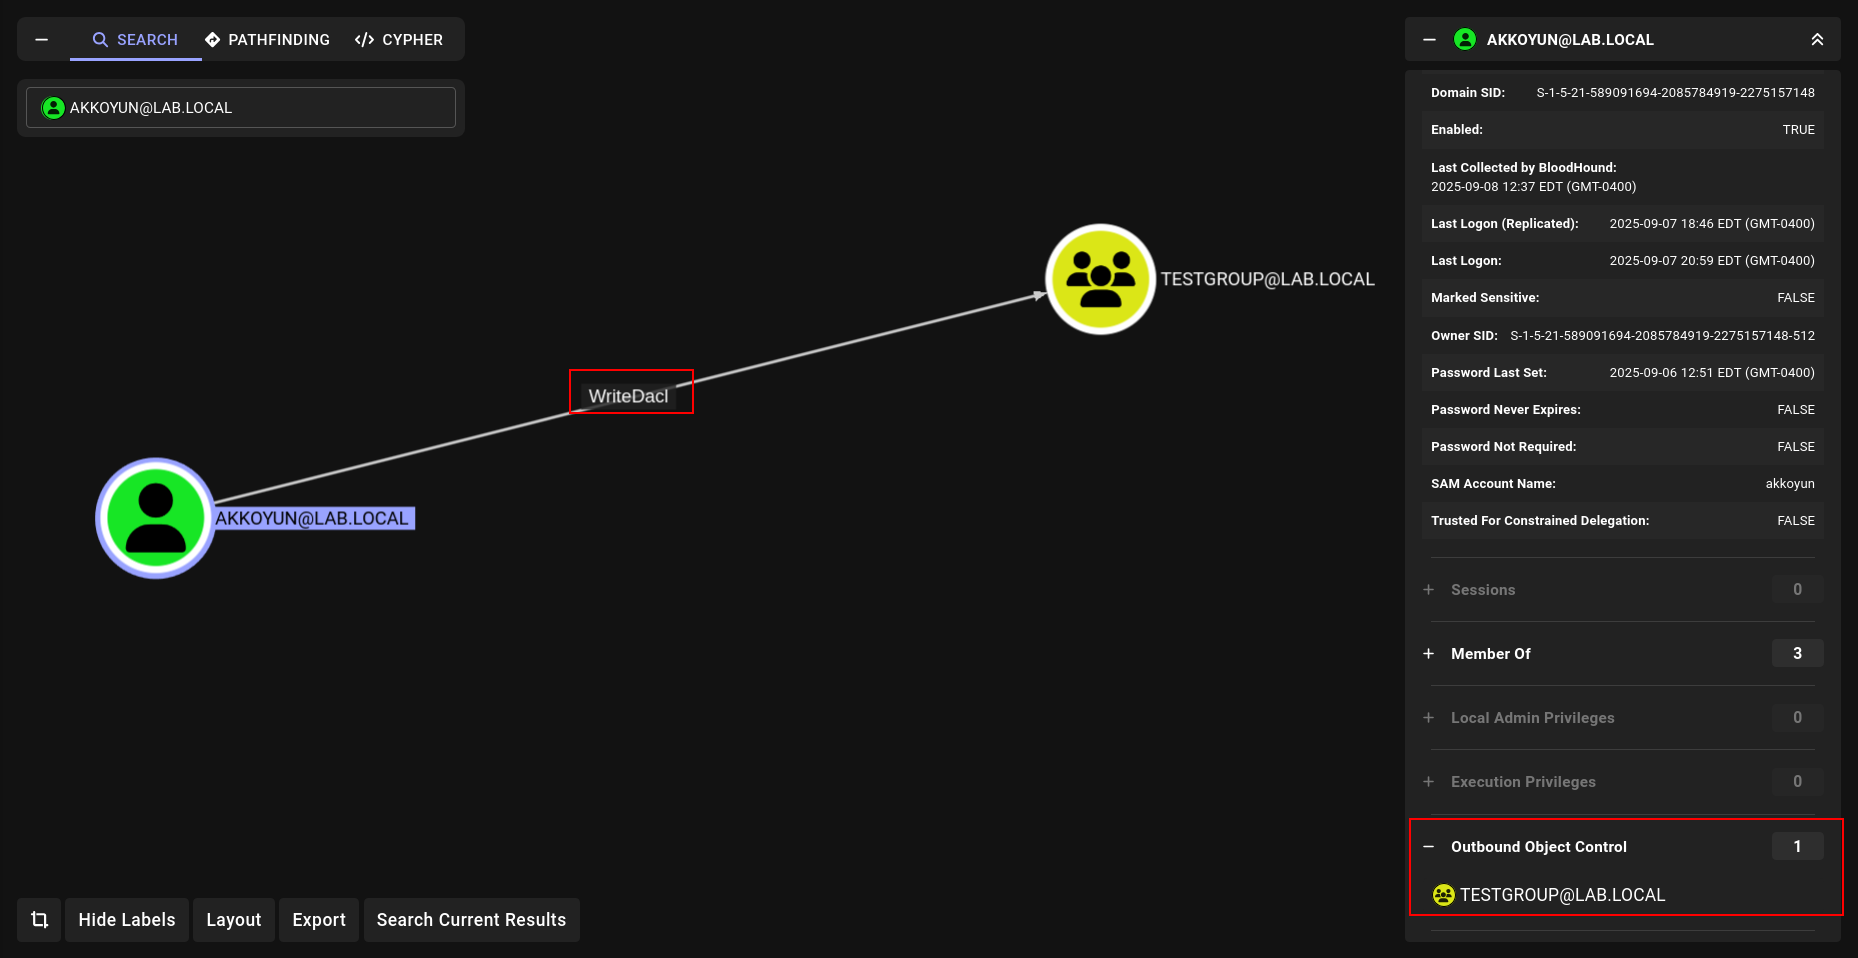 SEARCH
PATHFINDING
CYPHER
AKKOYUN@LAB.LOCAL
TESTGROUP@LAB.LOCAL
WriteDacl
AKKOYUN@LAB.LOCAL
Hide Labels
Layout
Export
Search Current Results
AKKOYUN@LAB.LOCAL
Domain SID: S-1-5-21-589091694-2085784919-2275157148
Enabled: TRUE
Last Collected by BloodHound:
2025-09-08 12:37 EDT (GMT-0400)
Last Logon (Replicated): 2025-09-07 18:46 EDT (GMT-0400)
Last Logon: 2025-09-07 20:59 EDT (GMT-0400)
Marked Sensitive: FALSE
Owner SID: S-1-5-21-589091694-2085784919-2275157148-512
Password Last Set: 2025-09-06 12:51 EDT (GMT-0400)
Password Never Expires: FALSE
Password Not Required: FALSE
SAM Account Name: akkoyun
Trusted For Constrained Delegation: FALSE
Sessions 0
Member Of 3
Local Admin Privileges 0
Execution Privileges 0
Outbound Object Control 1
TESTGROUP@LAB.LOCAL